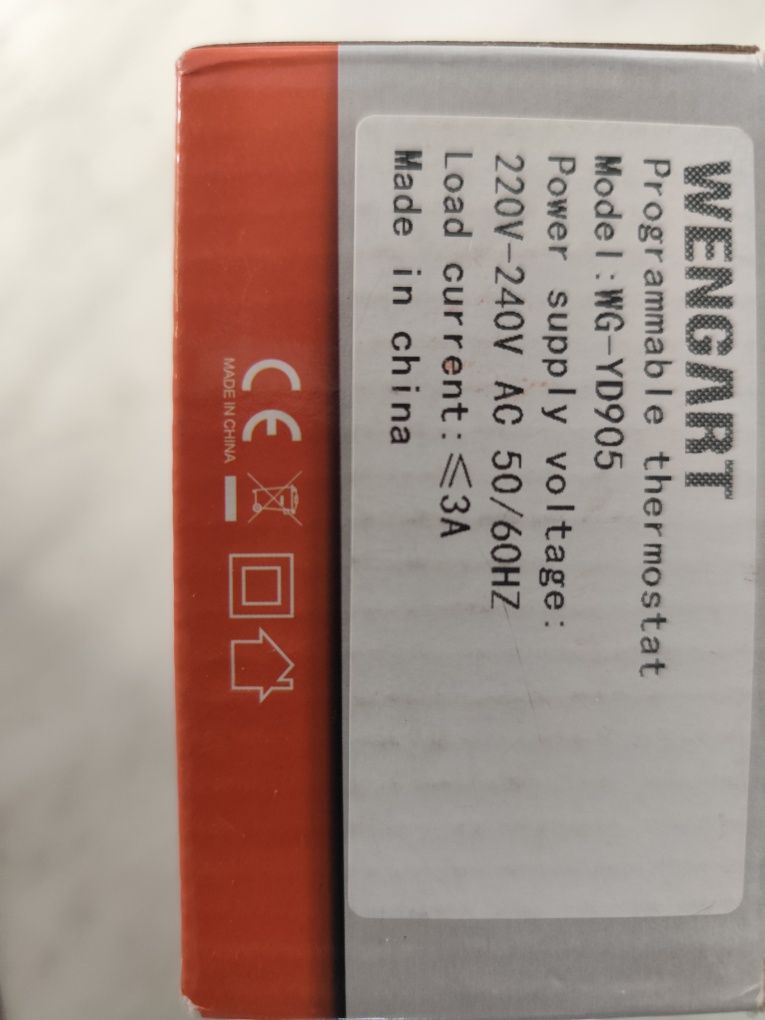 WENGART
Programmable thermostat
Model:WG-YD905
Power supply voltage:
220V-240V AC 50/60HZ
Load current:≤3A
Made in china
CE
MADE IN CHINA